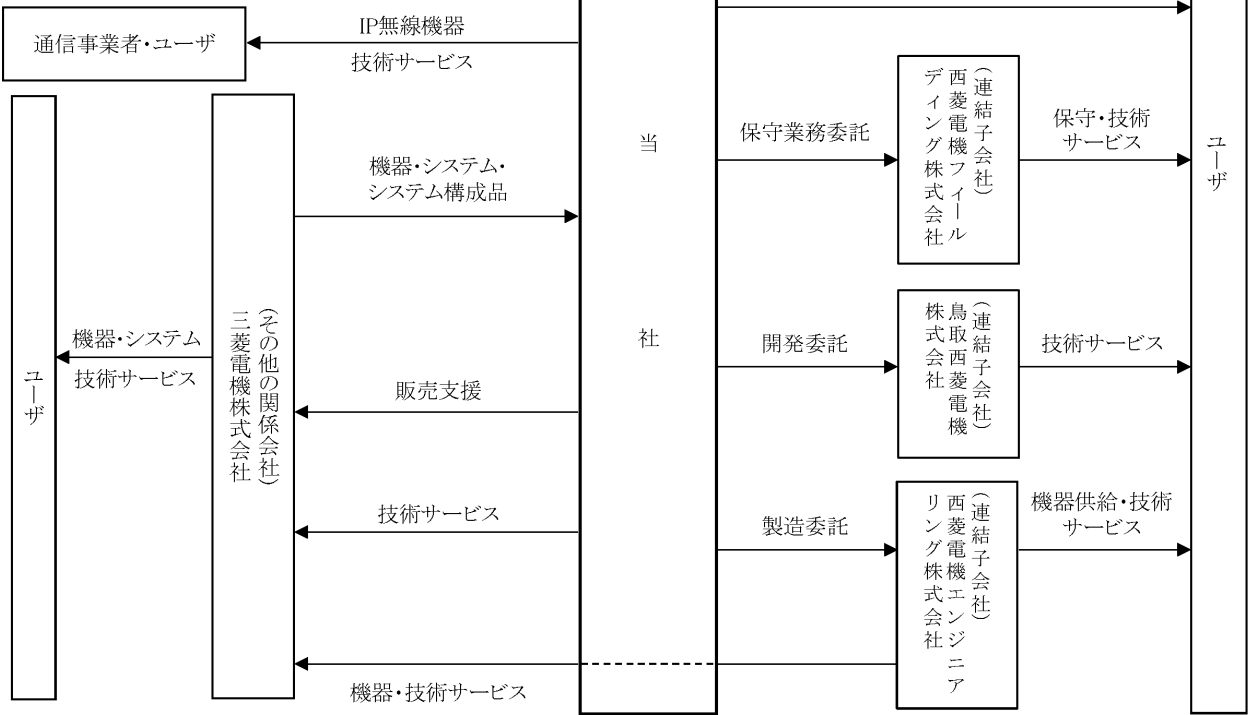 IP無線機器
通信事業者・ユーザ
技術サービス
機器・システム・
システム構成品
当
社
保守業務委託
(連結子会社)
西菱電機フィール
ディング株式会社
保守・技術
サービス
ユーザ
機器・システム
技術サービス
ユーザ
(その他の関係会社)
三菱電機株式会社
販売支援
開発委託
(連結子会社)
鳥取西菱電機
株式会社
技術サービス
技術サービス
製造委託
(連結子会社)
西菱電機エンジニア
リング株式会社
機器供給・技術
サービス
機器・技術サービス